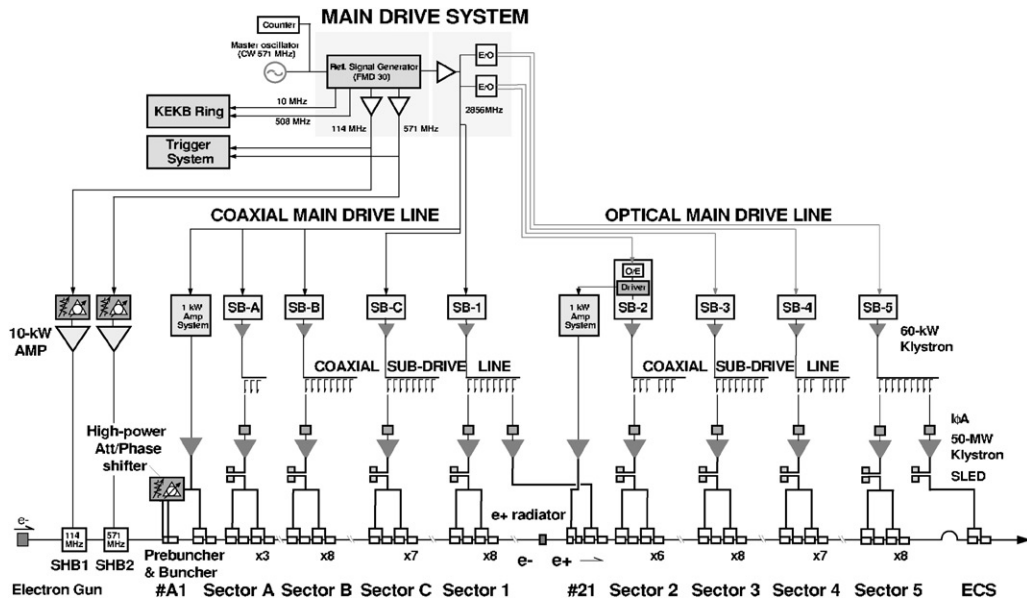 MAIN DRIVE SYSTEM
Counter
Master oscillator
(CW 571 MHz)
Ref. Signal Generator
(FMD 30)
E/O
E/O
KEKB Ring
10 MHz
508 MHz
114 MHz
571 MHz
2856MHz
Trigger
System
COAXIAL MAIN DRIVE LINE
OPTICAL MAIN DRIVE LINE
O/E
Driver
1 kW
Amp
System
SB-A
SB-B
SB-C
SB-1
1 kW
Amp
System
SB-2
SB-3
SB-4
SB-5
10-kW
AMP
60-kW
Klystron
COAXIAL SUB-DRIVE LINE
COAXIAL SUB-DRIVE LINE
High-power
Att/Phase
shifter
IϕA
50-MW
Klystron
SLED
e+ radiator
e-
114
MHz
571
MHz
SHB1
SHB2
Prebuncher
& Buncher
x3
x8
x7
x8
e-
e+
x6
x8
x7
x8
Electron Gun
#A1
Sector A
Sector B
Sector C
Sector 1
#21
Sector 2
Sector 3
Sector 4
Sector 5
ECS